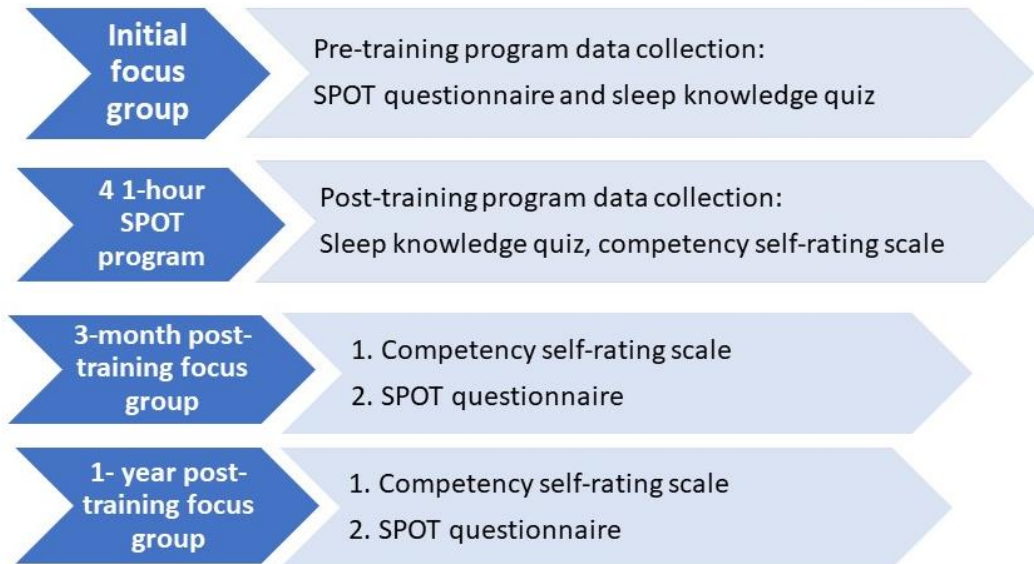 Initial
focus
group
Pre-training program data collection:
SPOT questionnaire and sleep knowledge quiz
4 1-hour
SPOT
program
Post-training program data collection:
Sleep knowledge quiz, competency self-rating scale
3-month post-
training focus
group
1. Competency self-rating scale
2. SPOT questionnaire
1- year post-
training focus
group
1. Competency self-rating scale
2. SPOT questionnaire